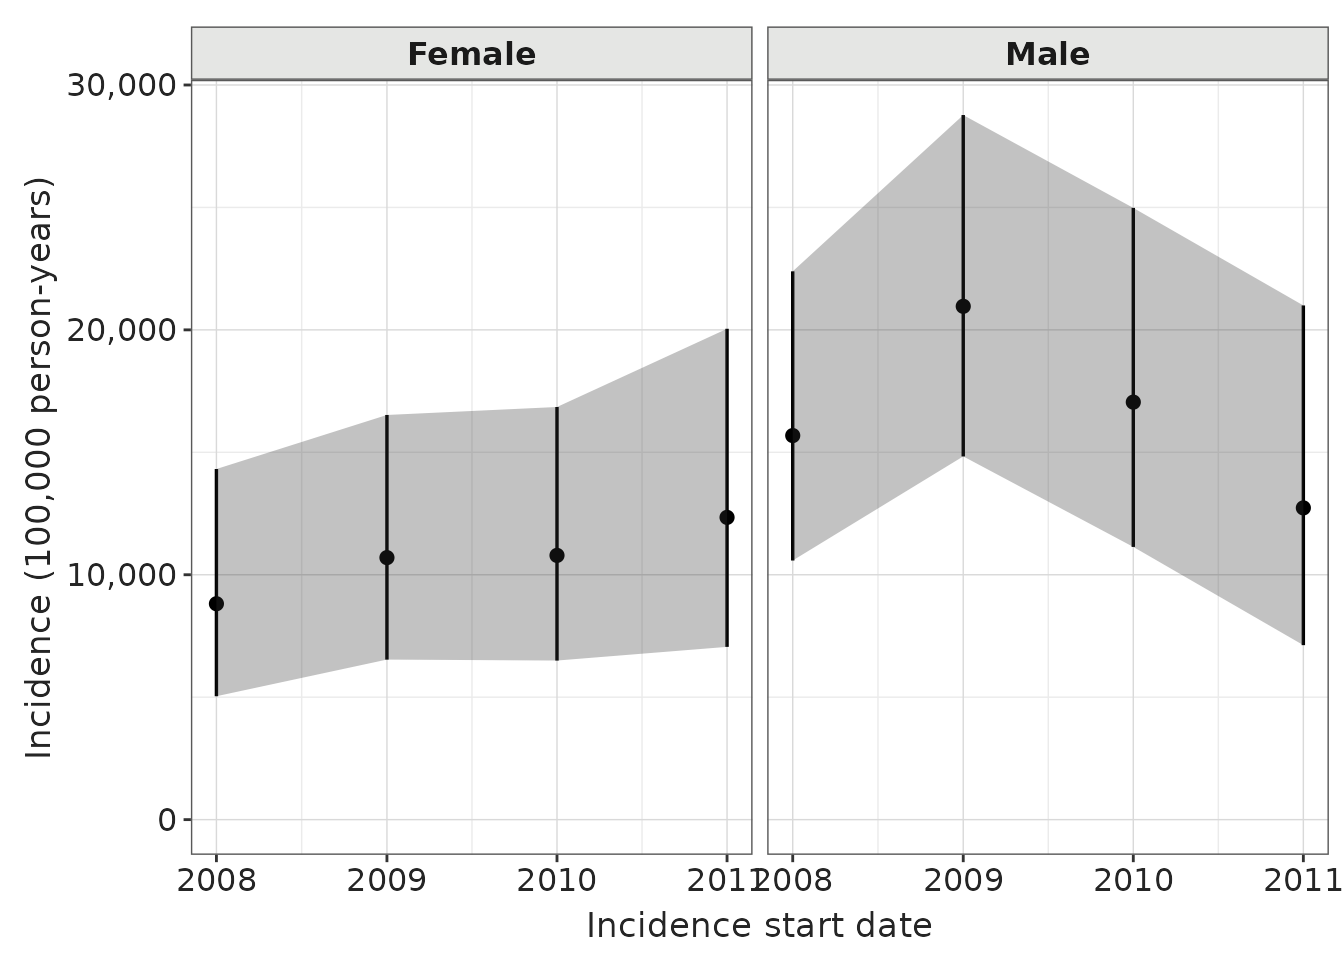 Female
Male
30,000
20,000
10,000
0
Incidence (100,000 person-years)
2008 2009 2010 2011 2008 2009 2010 2011
Incidence start date